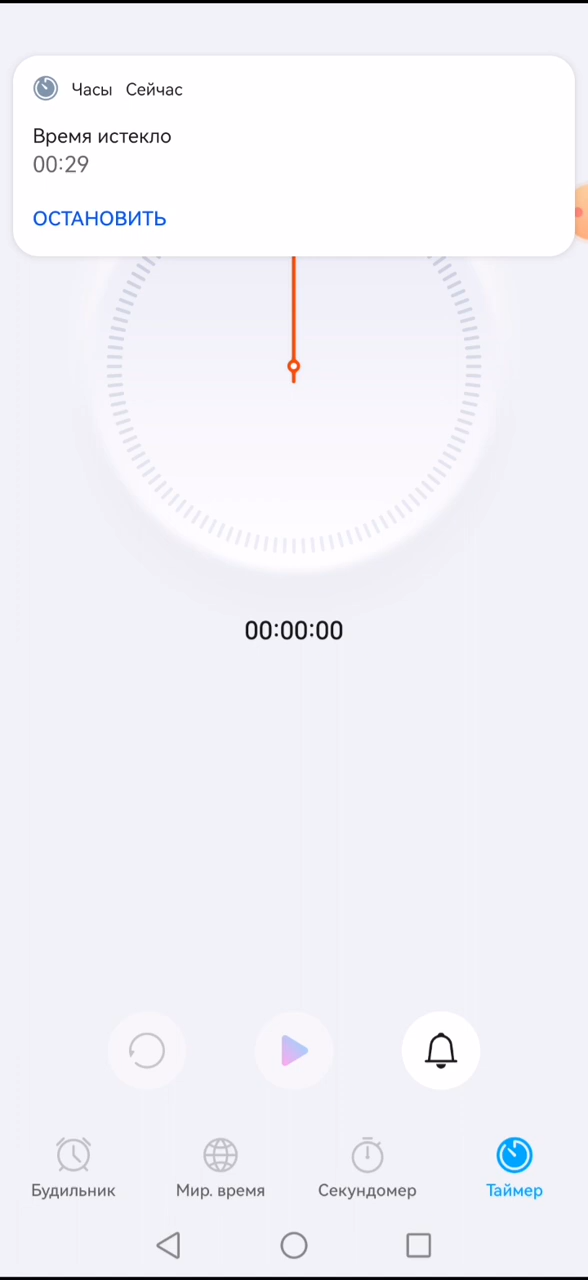 Часы Сейчас
Время истекло
00:29
ОСТАНОВИТЬ
00:00:00
Будильник Мир. время Секундомер Таймер